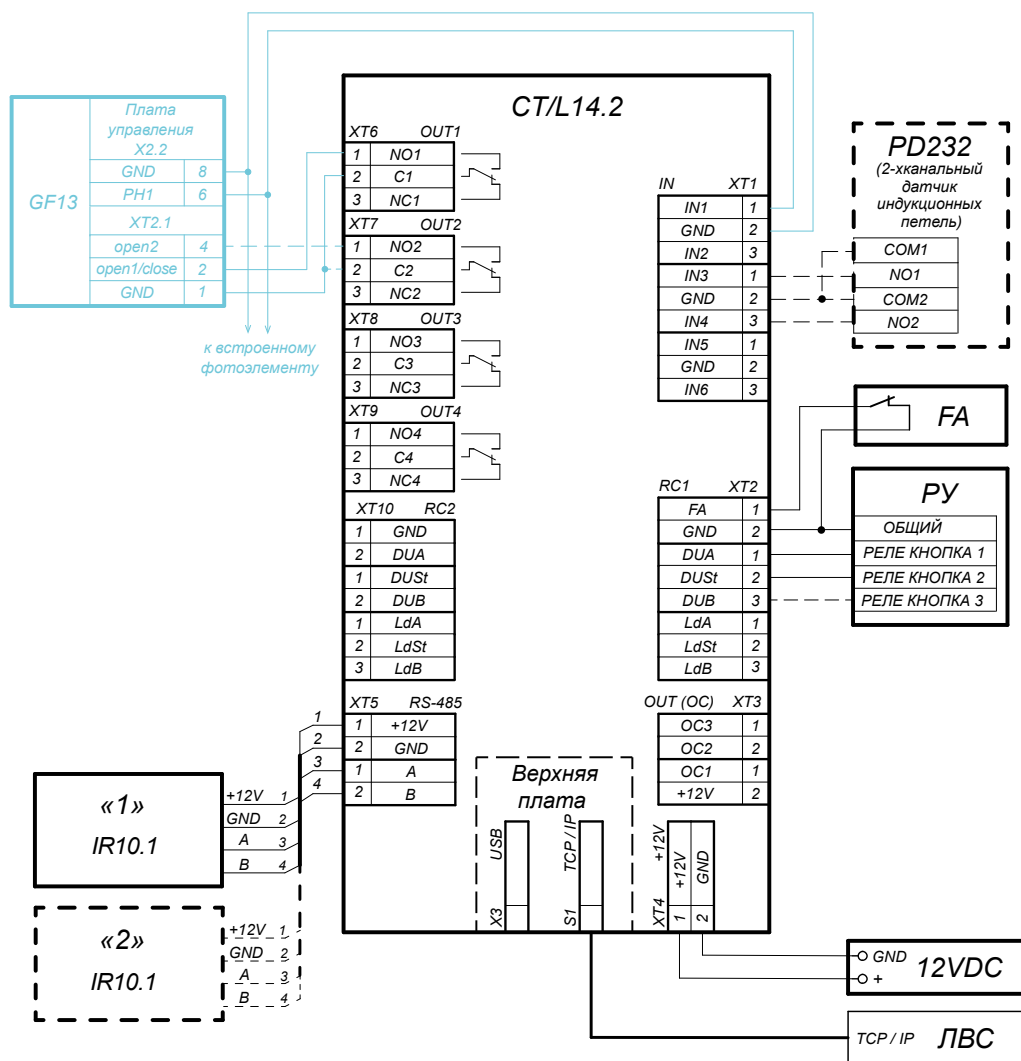 CT/L14.2
GF13
Плата
управления
X2.2
GND 8
PH1 6
XT2.1
open2 4
open1/close 2
GND 1
к встроенному
фотоэлементу
XT6 OUT1
1 NO1
2 C1
3 NC1
XT7 OUT2
1 NO2
2 C2
3 NC2
XT8 OUT3
1 NO3
2 C3
3 NC3
XT9 OUT4
1 NO4
2 C4
3 NC4
XT10 RC2
1 GND
2 DUA
1 DUSt
2 DUB
1 LdA
2 LdSt
3 LdB
XT5 RS-485
1 1 +12V
2 2 GND
3 1 A
4 2 B
«1»
IR10.1
+12V 1
GND 2
A 3
B 4
«2»
IR10.1
+12V 1
GND 2
A 3
B 4
IN XT1
IN1 1
GND 2
IN2 3
IN3 1
GND 2
IN4 3
IN5 1
GND 2
IN6 3
PD232
(2-хканальный
датчик
индукционных
петель)
COM1
NO1
COM2
NO2
FA
RC1 XT2
FA 1
GND 2
DUA 1
DUSt 2
DUB 3
LdA 1
LdSt 2
LdB 3
РУ
ОБЩИЙ
РЕЛЕ КНОПКА 1
РЕЛЕ КНОПКА 2
РЕЛЕ КНОПКА 3
OUT (OC) XT3
OC3 1
OC2 2
OC1 1
+12V 2
Верхняя
плата
X3 USB
S1 TCP / IP
XT4 +12V
1 +12V
2 GND
GND
+
12VDC
TCP / IP ЛВС